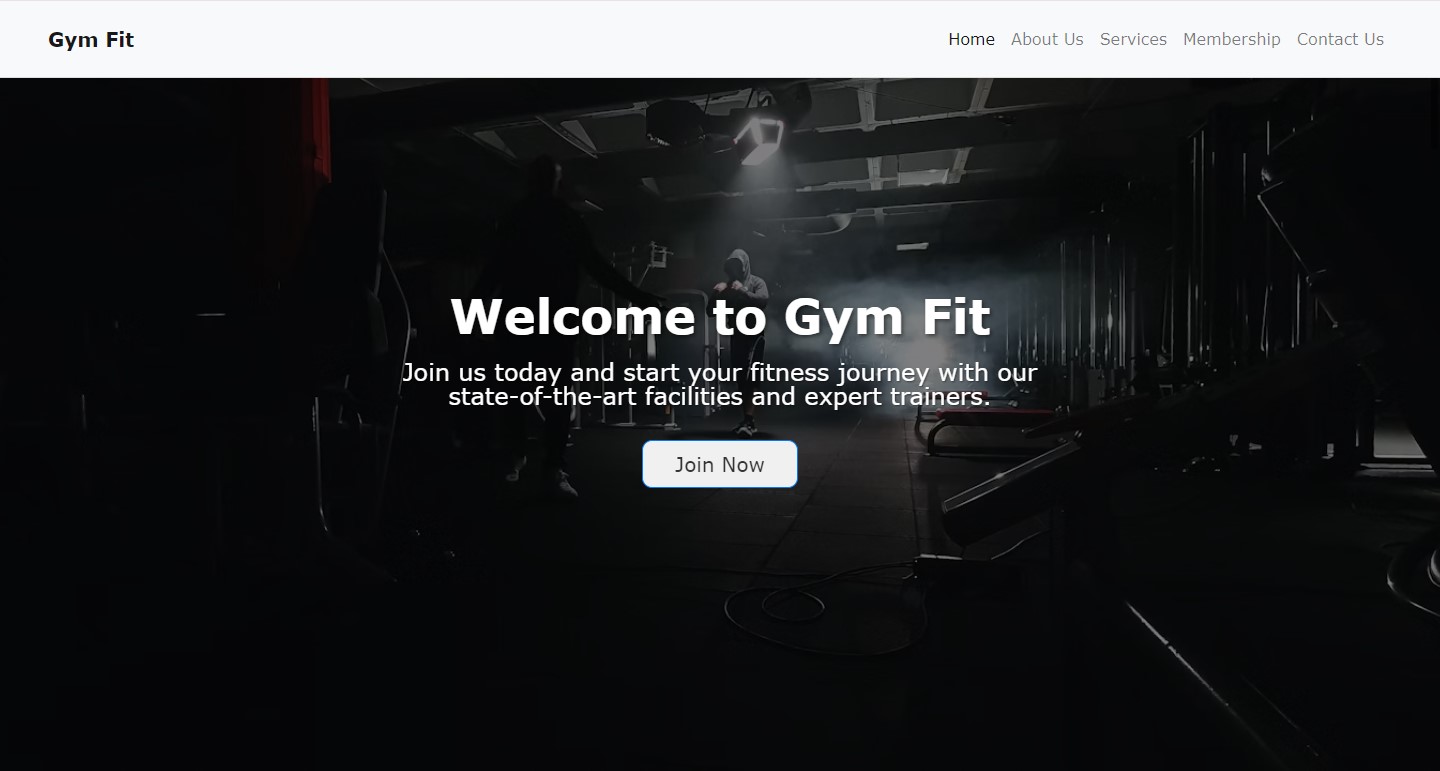 Gym Fit
Home About Us Services Membership Contact Us
Welcome to Gym Fit
Join us today and start your fitness journey with our
state-of-the-art facilities and expert trainers.
Join Now